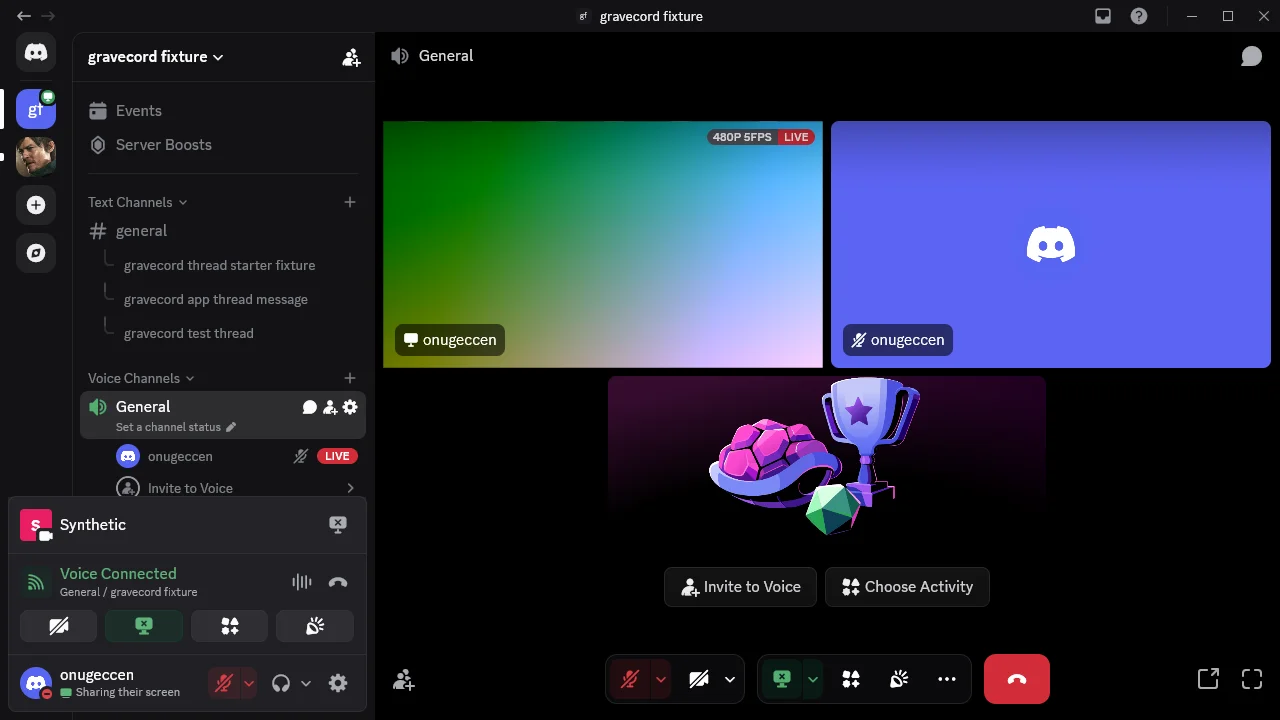 gf gravecord fixture
gravecord fixture
General
gf
Events
Server Boosts
Text Channels
general
gravecord thread starter fixture
gravecord app thread message
gravecord test thread
Voice Channels
General
Set a channel status
onugeccen
LIVE
Invite to Voice
480P 5FPS LIVE
onugeccen
onugeccen
Invite to Voice
Choose Activity
S
Synthetic
Voice Connected
General / gravecord fixture
onugeccen
Sharing their screen